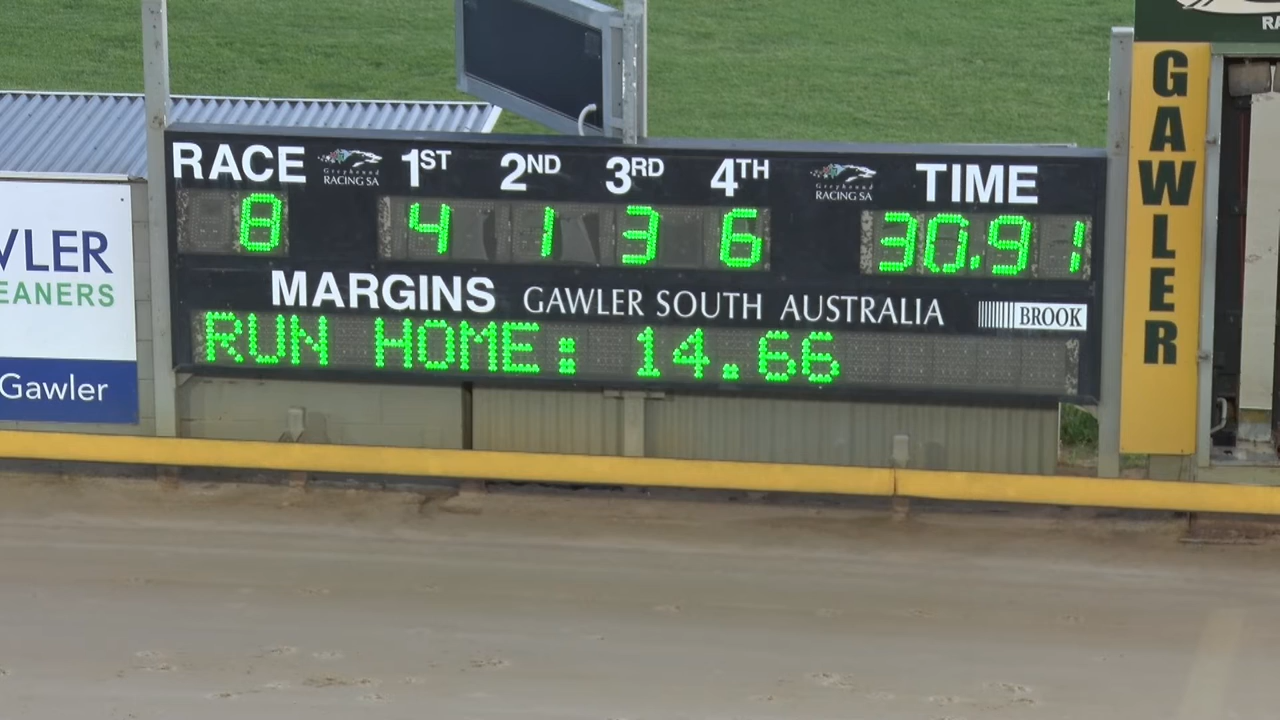 RA
GAWLER
RACE
Greyhound
RACING SA
1ST 2ND 3RD 4TH
Greyhound
RACING SA
TIME
8 4 1 3 6 30.91
MARGINS GAWLER SOUTH AUSTRALIA BROOK
RUN HOME: 14.66
WLER
EANERS
Gawler